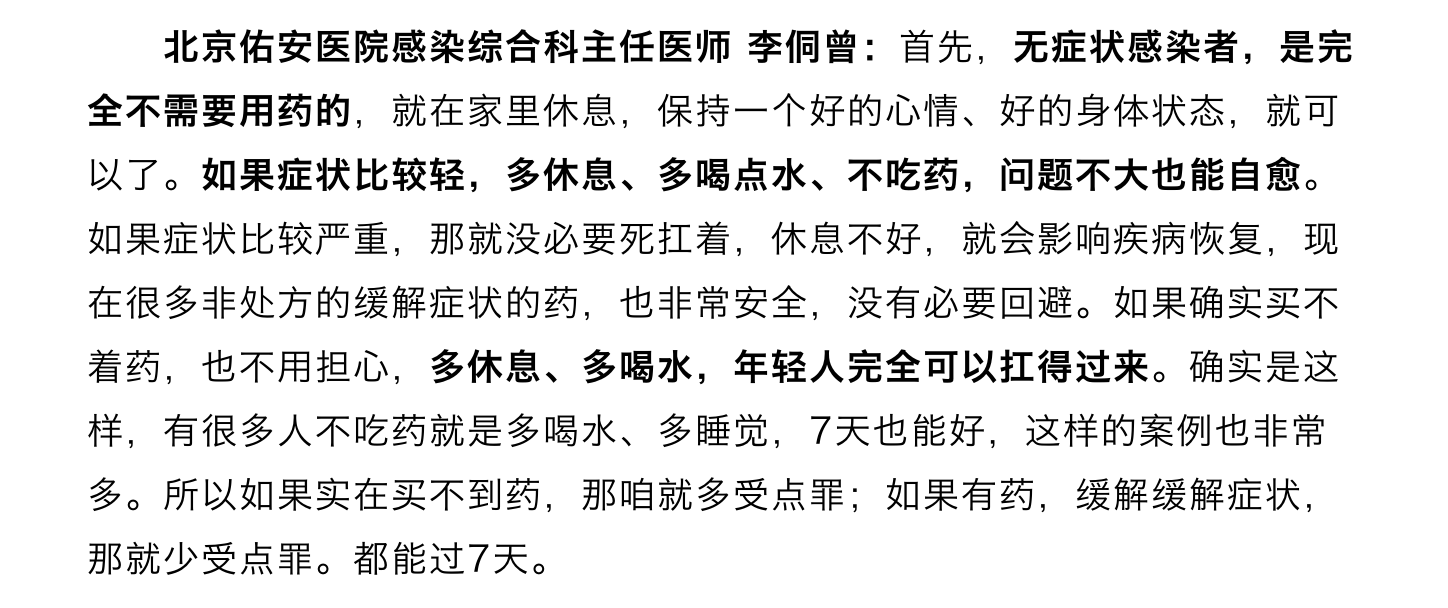 北京佑安医院感染综合科主任医师 李侗曾：首先，无症状感染者，是完
全不需要用药的，就在家里休息，保持一个好的心情、好的身体状态，就可
以了。如果症状比较轻，多休息、多喝点水、不吃药，问题不大也能自愈。
如果症状比较严重，那就没必要死扛着，休息不好，就会影响疾病恢复，现
在很多非处方的缓解症状的药，也非常安全，没有必要回避。如果确实买不
着药，也不用担心，多休息、多喝水，年轻人完全可以扛得过来。确实是这
样，有很多人不吃药就是多喝水、多睡觉，7天也能好，这样的案例也非常
多。所以如果实在买不到药，那咱就多受点罪；如果有药，缓解缓解症状，
那就少受点罪。都能过7天。